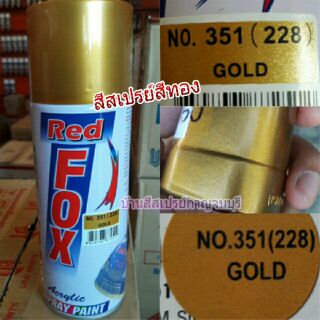 สีสเปรย์สีทอง
Red
FOX
NO. 351(228)
GOLD
Acrylic
SPRAY PAINT
NO. 351(228)
GOLD
บ้านสีสเปรย์กาญจนบุรี
NO.351(228)
GOLD